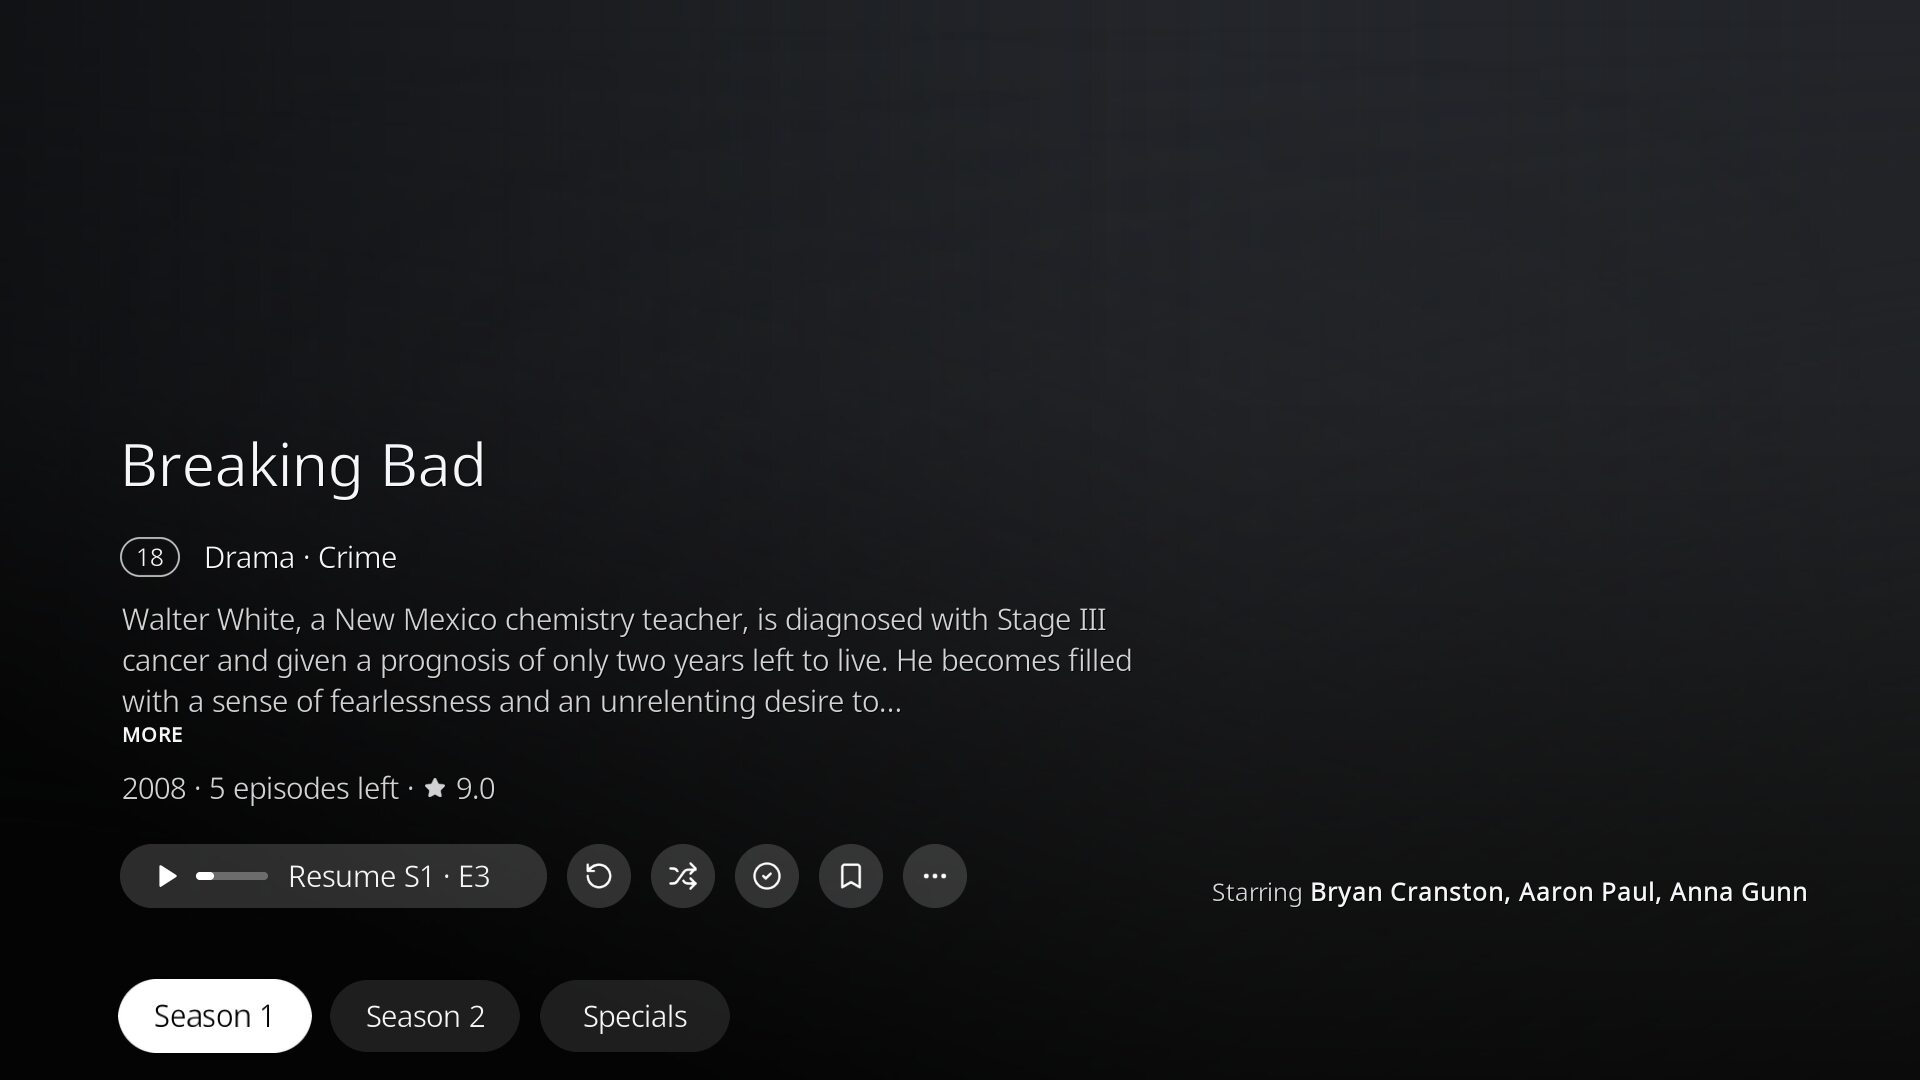 Breaking Bad
18 Drama · Crime
Walter White, a New Mexico chemistry teacher, is diagnosed with Stage III
cancer and given a prognosis of only two years left to live. He becomes filled
with a sense of fearlessness and an unrelenting desire to...
MORE
2008 · 5 episodes left · ★ 9.0
Resume S1 · E3
Starring Bryan Cranston, Aaron Paul, Anna Gunn
Season 1 Season 2 Specials